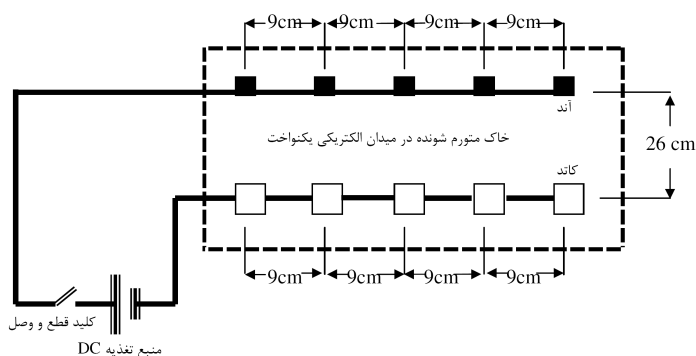 9cm 9cm 9cm 9cm
آند
خاک متورم شونده در میدان الکتریکی یکنواخت
26 cm
کاتد
9cm 9cm 9cm 9cm
کلید قطع و وصل
منبع تغذیه DC